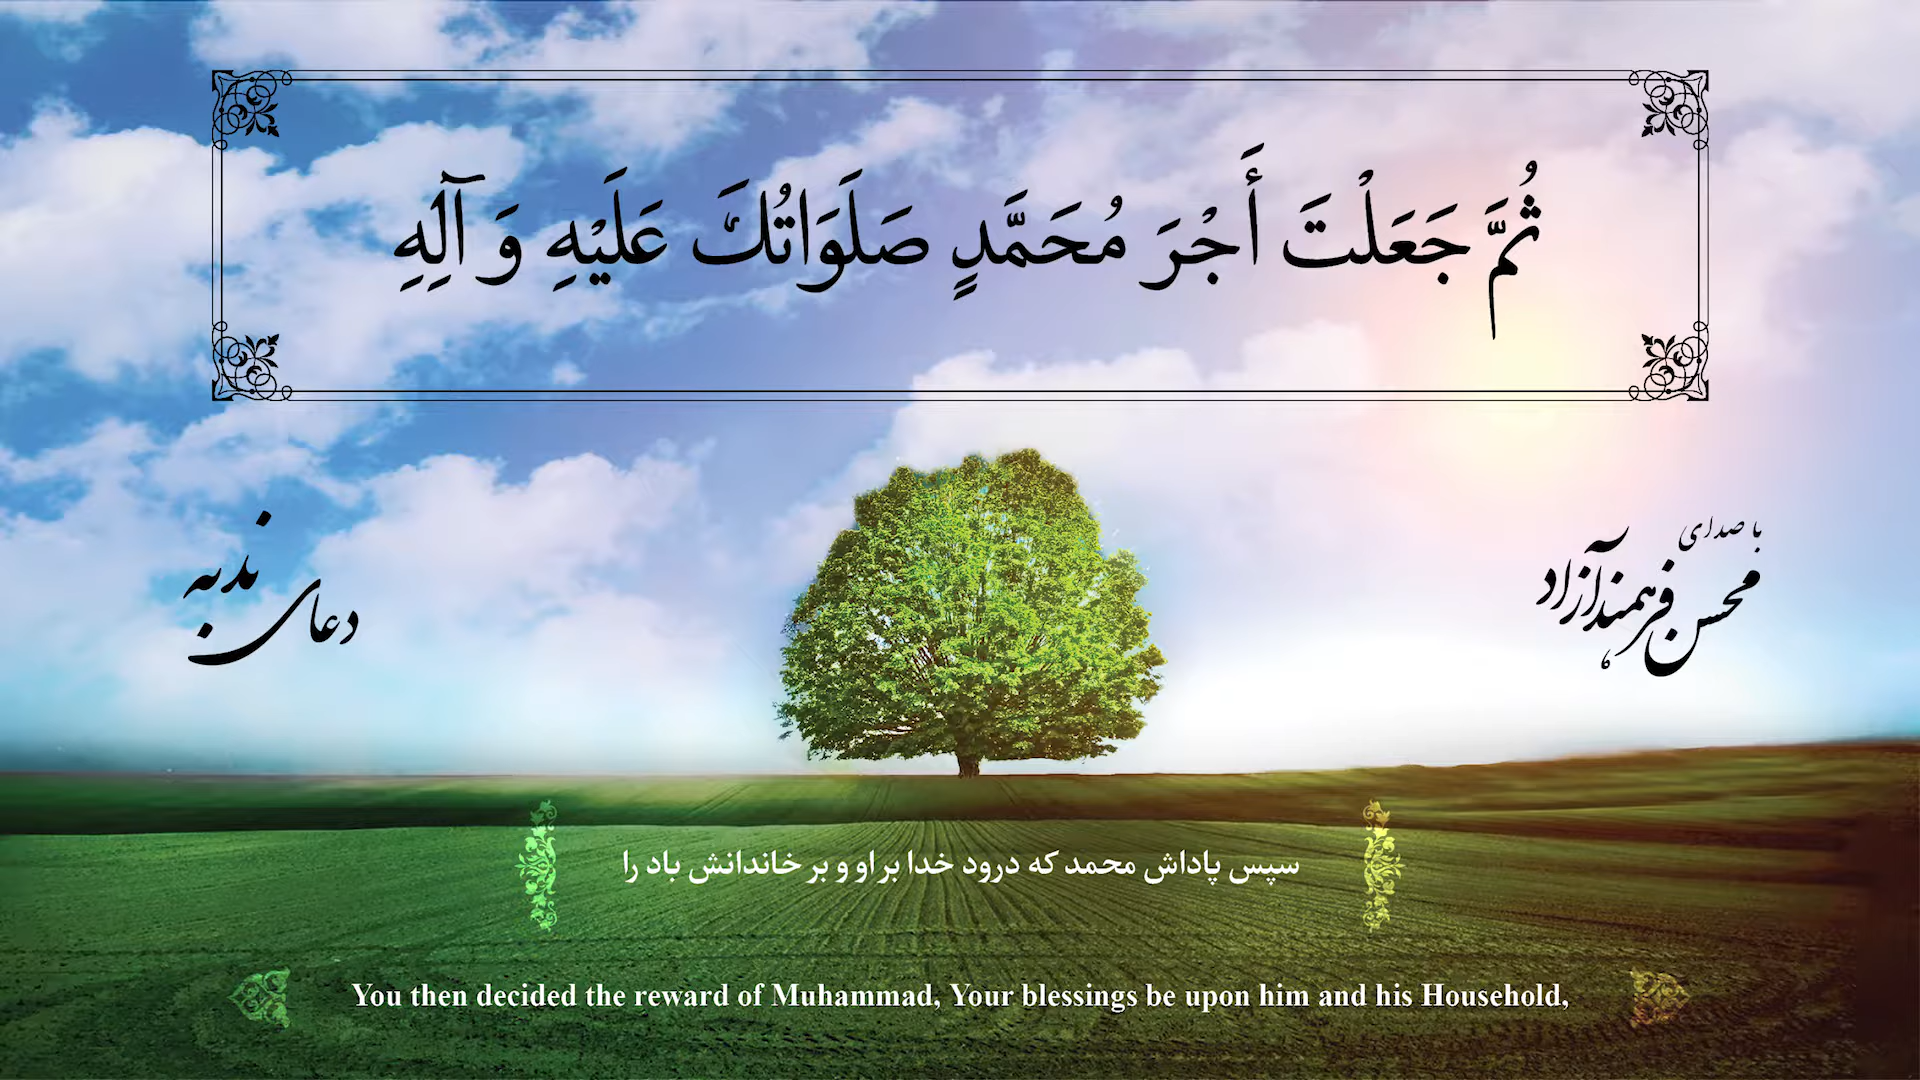 ثُمَّ جَعَلْتَ أَجْرَ مُحَمَّدٍ صَلَوَاتُكَ عَلَيْهِ وَ آلِهِ
با صدای
محسن فرهمند آزاد
دعای ندبه
سپس پاداش محمد که درود خدا بر او و بر خاندانش باد را
You then decided the reward of Muhammad, Your blessings be upon him and his Household,